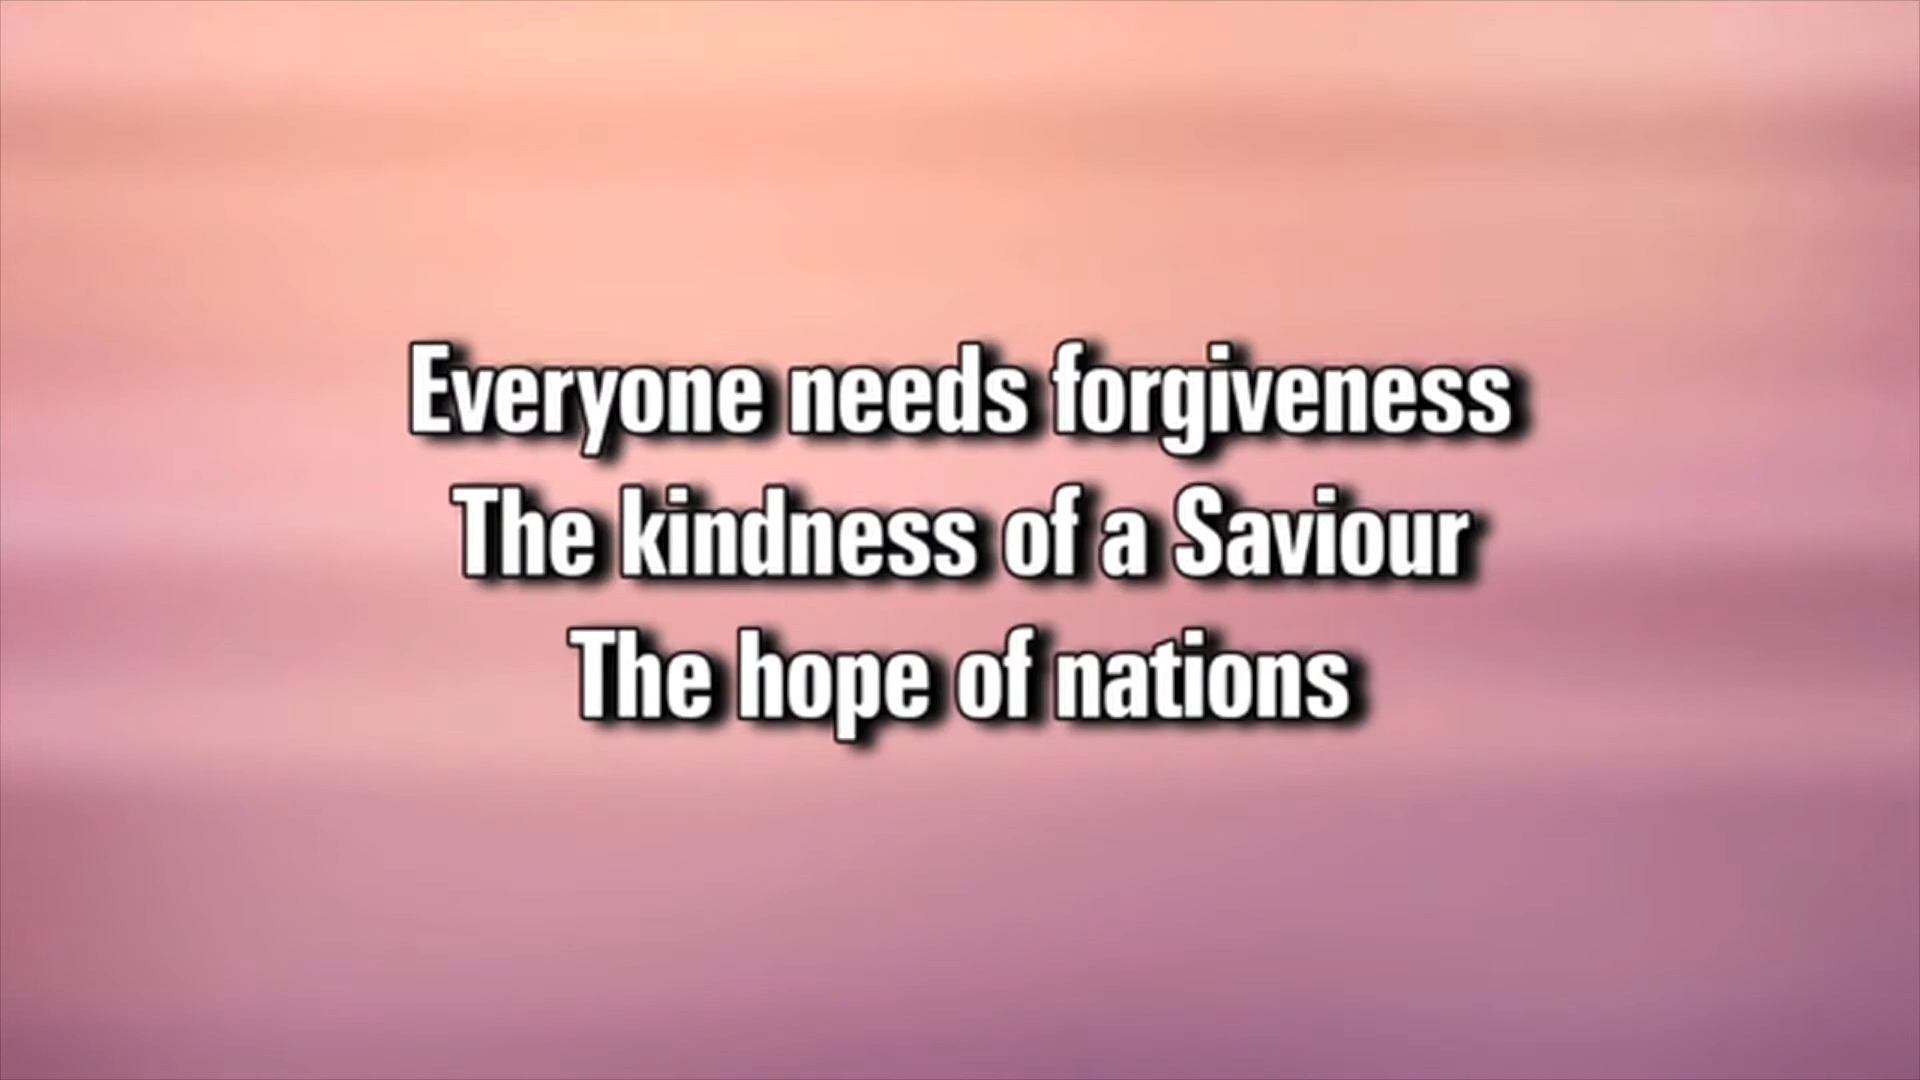 Everyone needs forgiveness
The kindness of a Saviour
The hope of nations